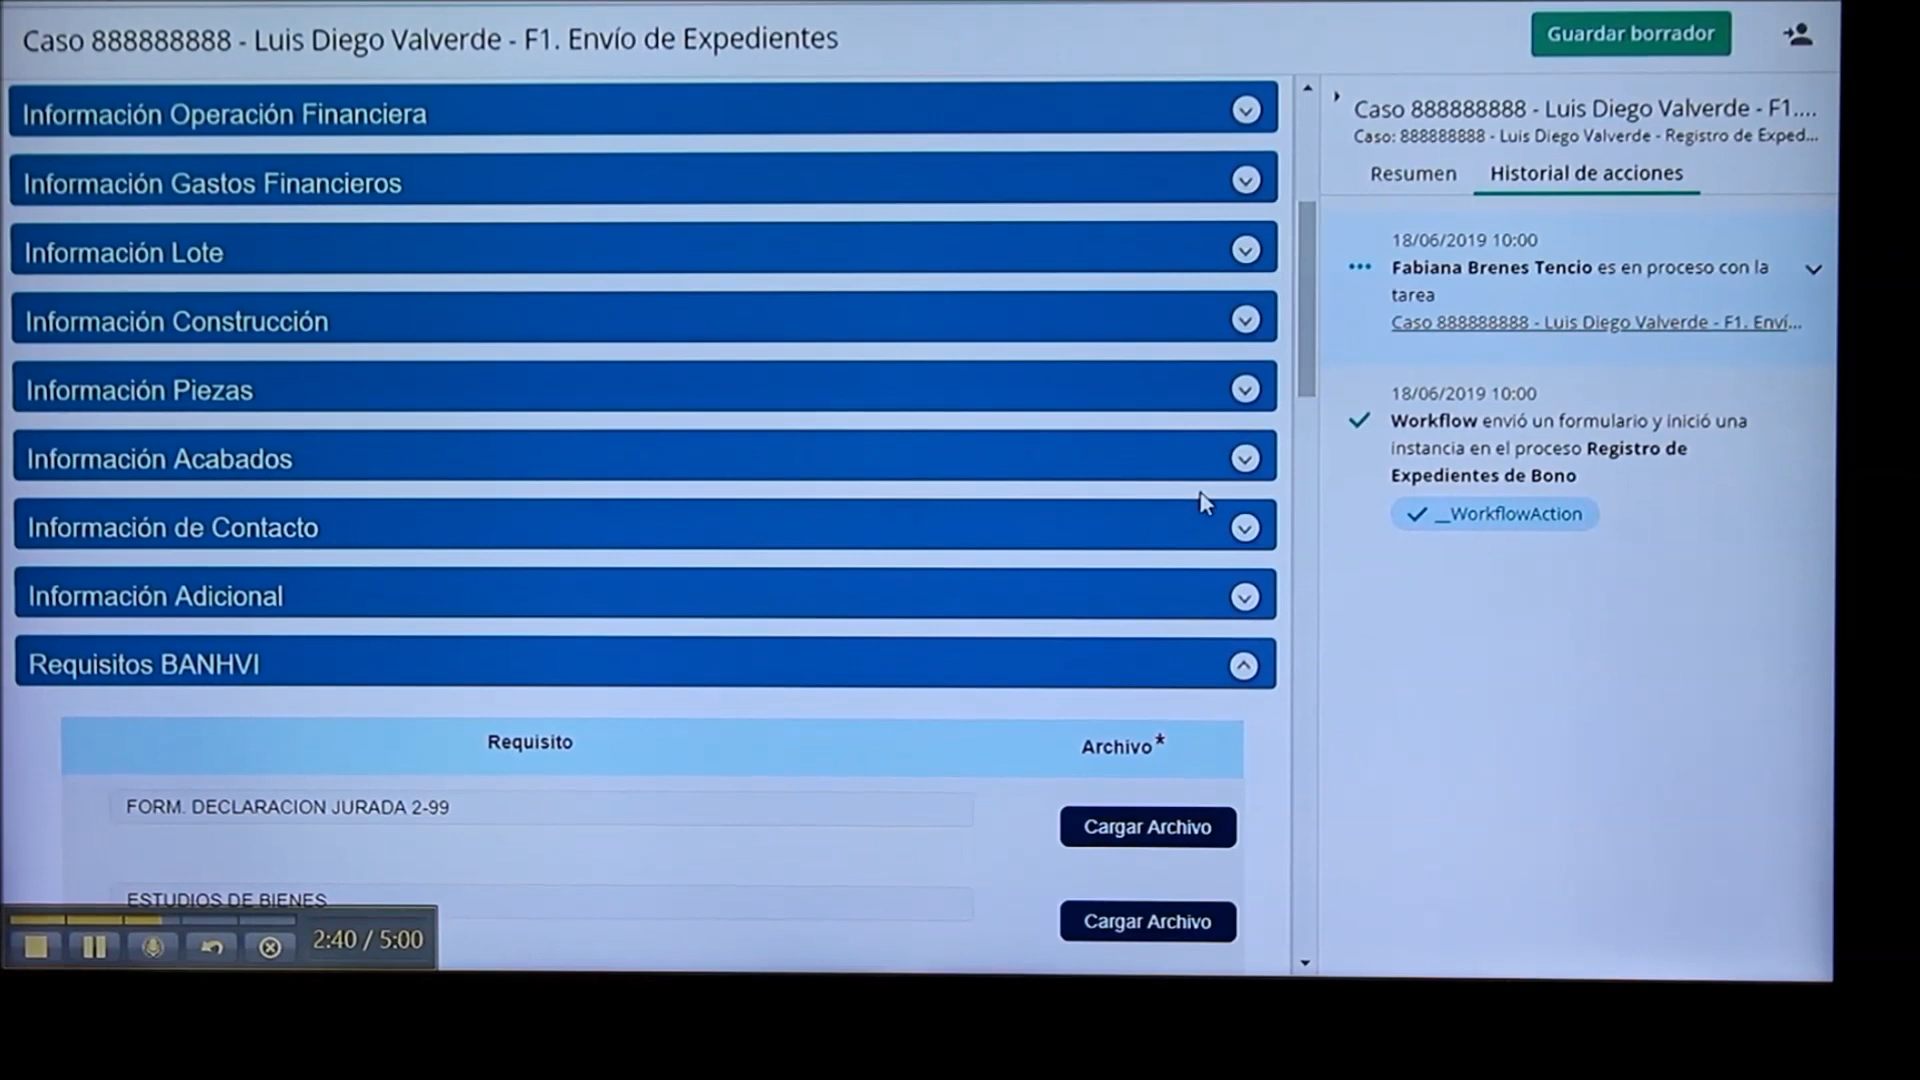 Caso 888888888 - Luis Diego Valverde - F1. Envío de Expedientes
Guardar borrador
Información Operación Financiera
Información Gastos Financieros
Información Lote
Información Construcción
Información Piezas
Información Acabados
Información de Contacto
Información Adicional
Requisitos BANHVI
Requisito
Archivo*
FORM. DECLARACION JURADA 2-99
Cargar Archivo
ESTUDIOS DE BIENES
Cargar Archivo
2:40 / 5:00
Caso 888888888 - Luis Diego Valverde - F1....
Caso: 888888888 - Luis Diego Valverde - Registro de Exped...
Resumen
Historial de acciones
18/06/2019 10:00
Fabiana Brenes Tencio es en proceso con la
tarea
Caso 888888888 - Luis Diego Valverde - F1. Enví...
18/06/2019 10:00
Workflow envió un formulario y inició una
instancia en el proceso Registro de
Expedientes de Bono
__WorkflowAction